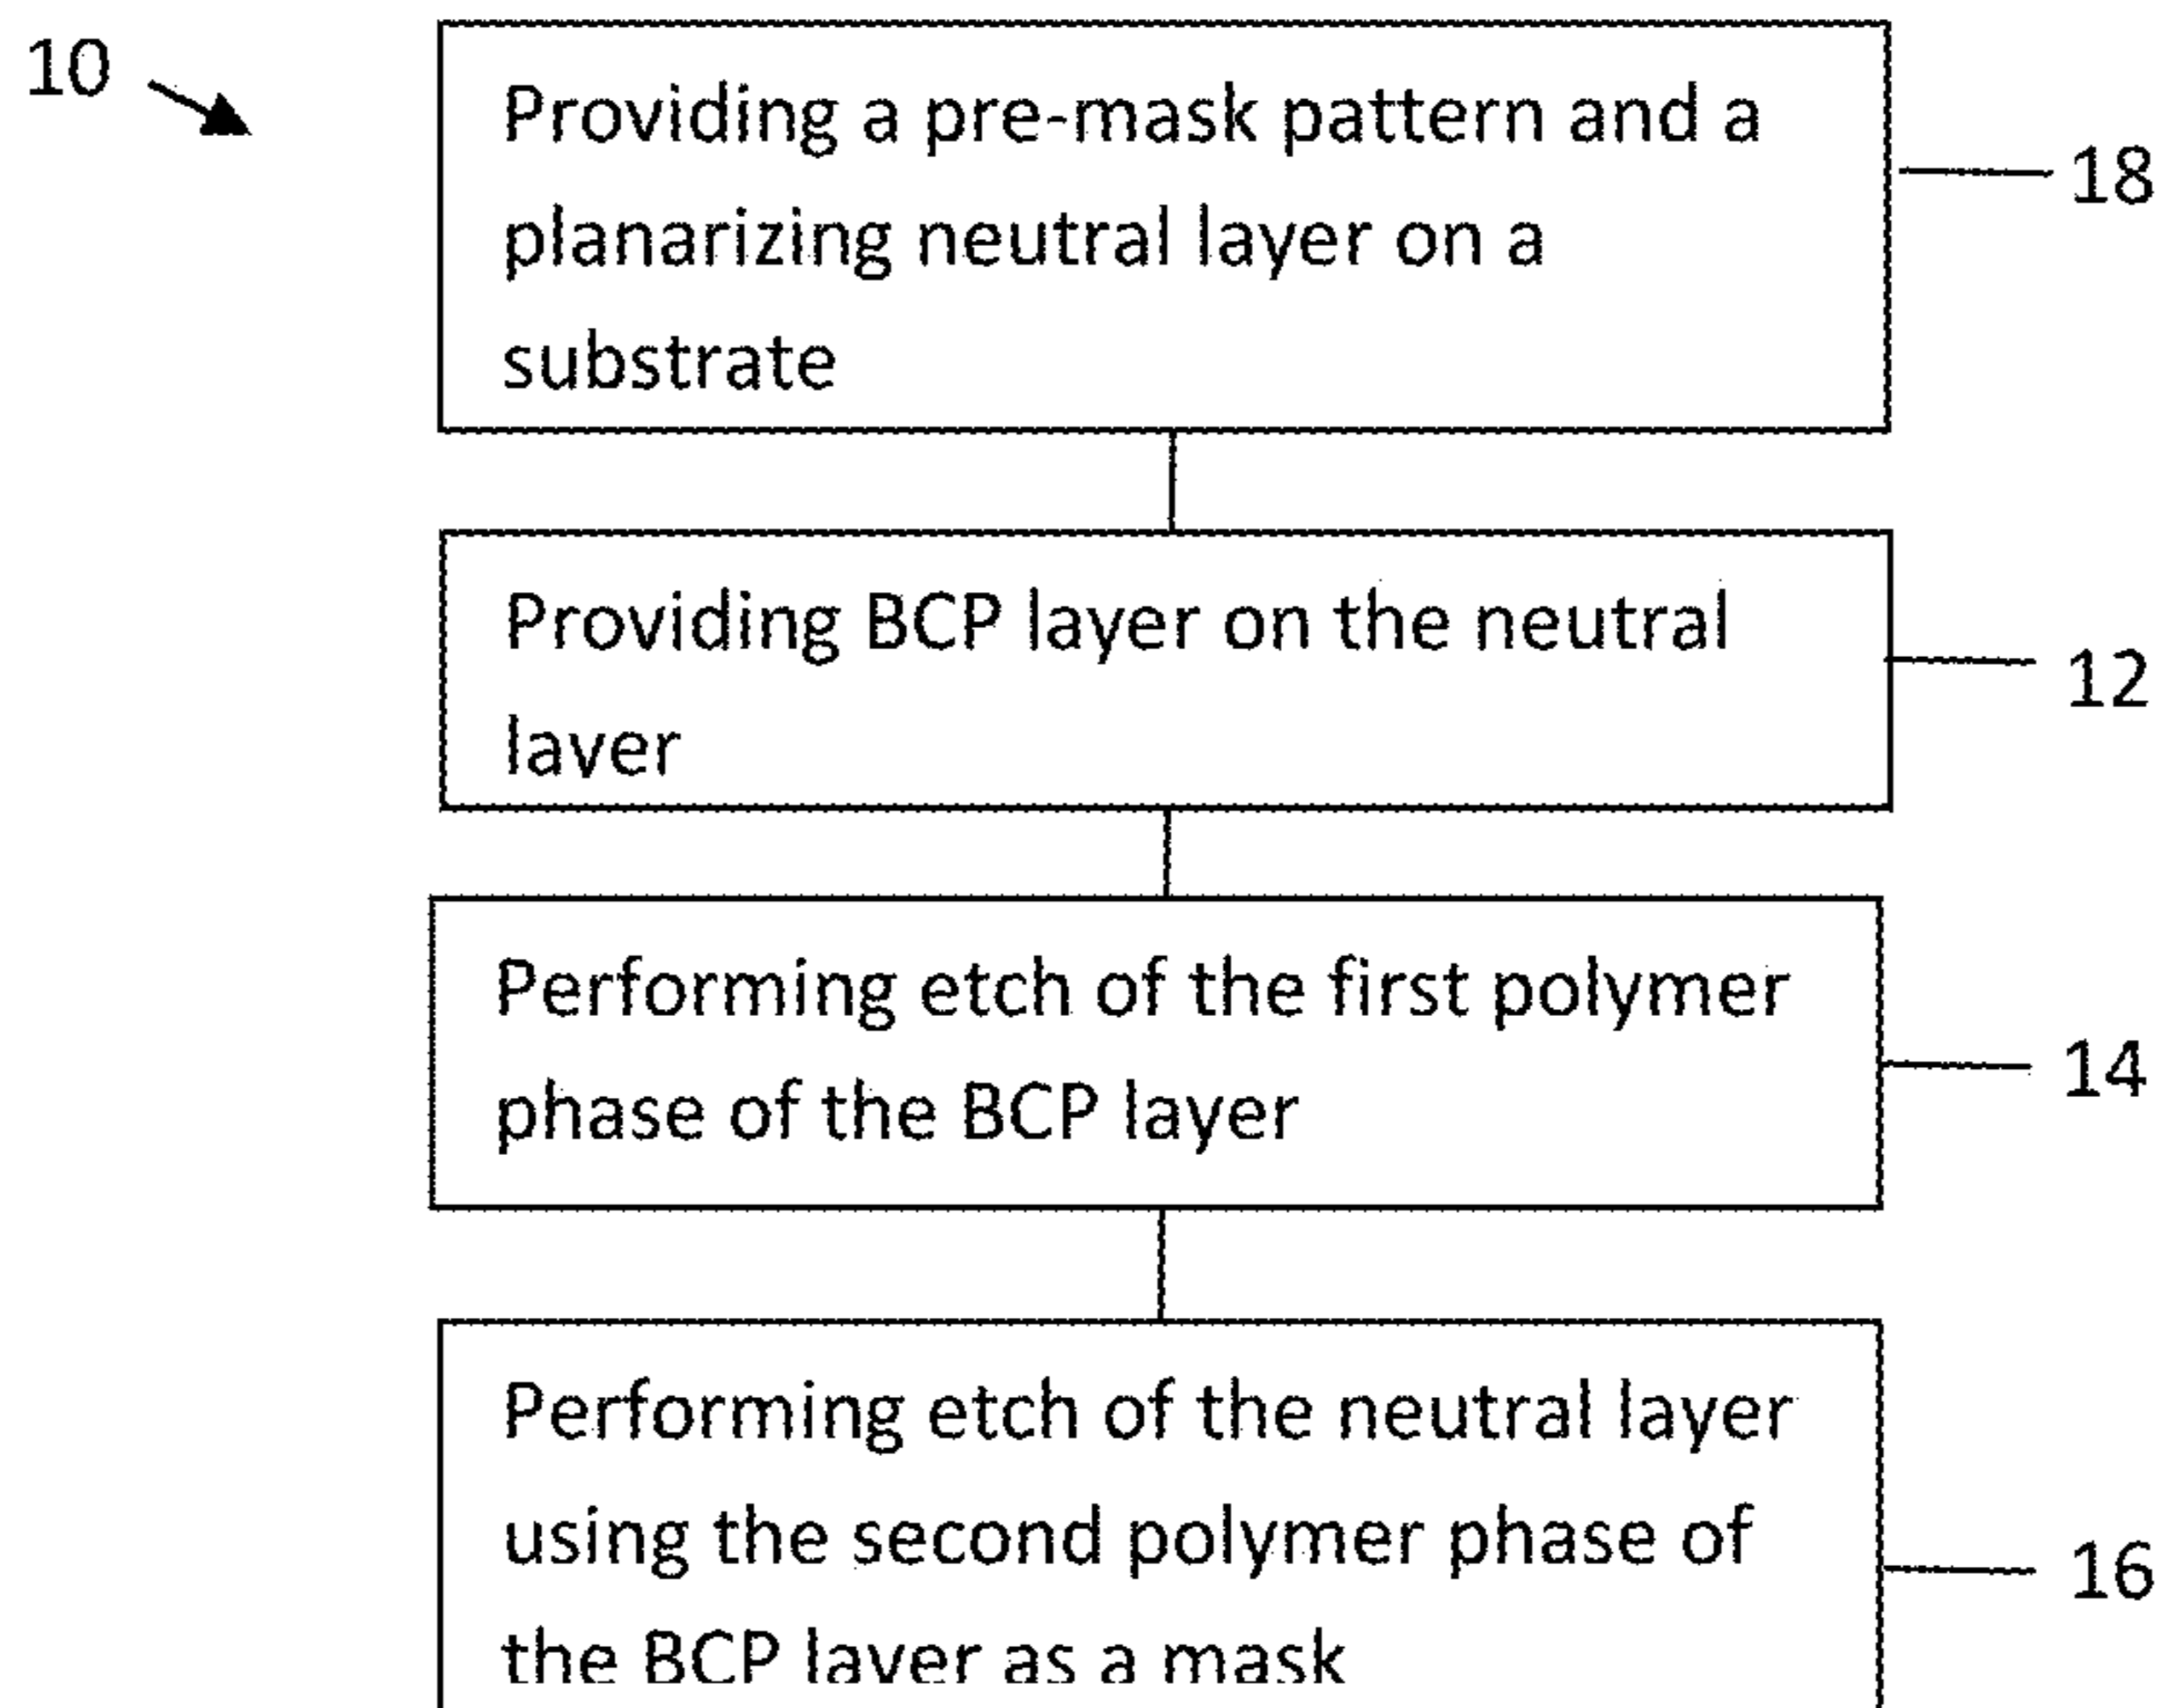 10
Providing a pre-mask pattern and a
18
planarizing neutral layer on a
substrate
Providing BCP layer on the neutral
12
layer
Performing etch of the first polymer
14
phase of the BCP layer
Performing etch of the neutral layer
using the second polymer phase of
16
the BCP layer as a mask